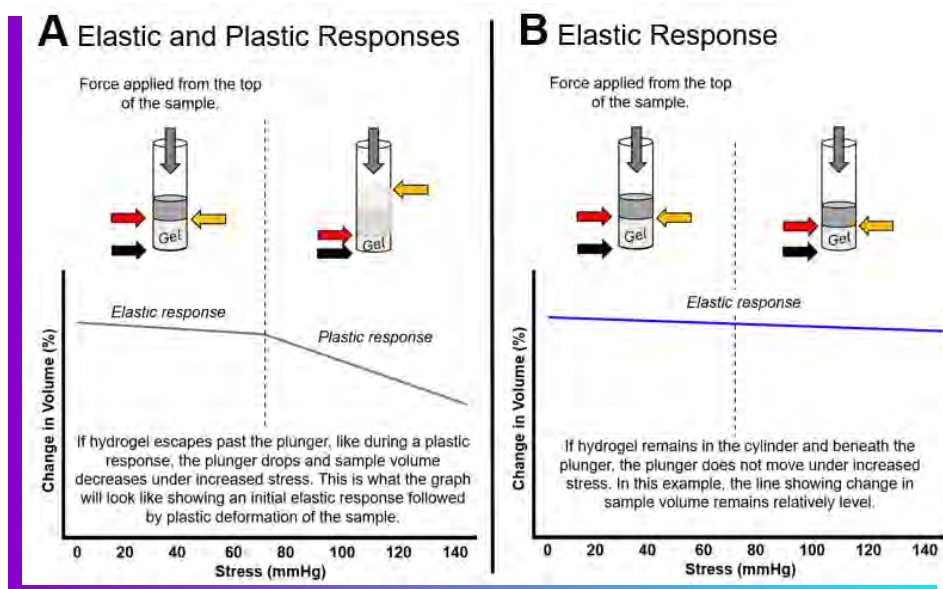 A Elastic and Plastic Responses
Force applied from the top
of the sample.
Gel
Gel
Elastic response
Plastic response
Change in Volume (%)
If hydrogel escapes past the plunger, like during a plastic
response, the plunger drops and sample volume
decreases under increased stress. This is what the graph
will look like showing an initial elastic response followed
by plastic deformation of the sample.
0 20 40 60 80 100 120 140
Stress (mmHg)
B Elastic Response
Force applied from the top
of the sample.
Gel
Gel
Elastic response
Change in Volume (%)
If hydrogel remains in the cylinder and beneath the
plunger, the plunger does not move under increased
stress. In this example, the line showing change in
sample volume remains relatively level.
0 20 40 60 80 100 120 140
Stress (mmHg)